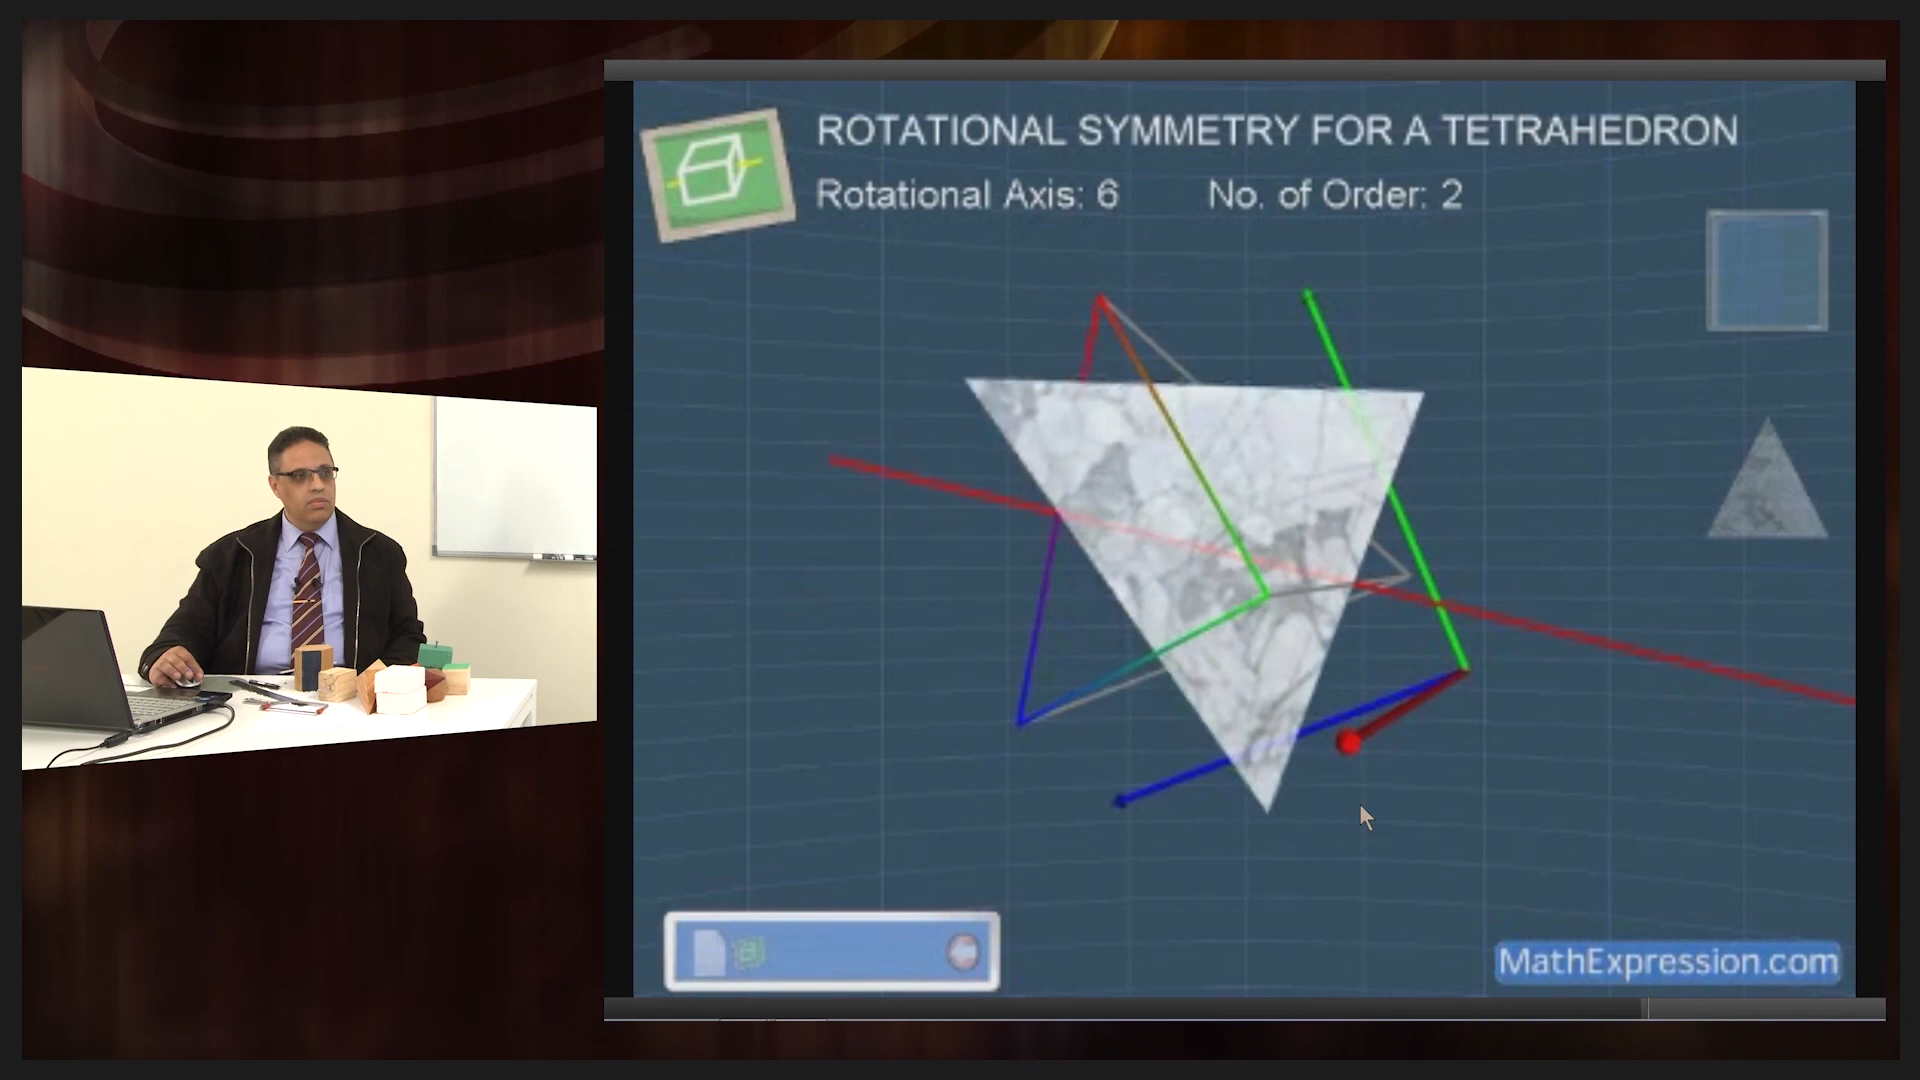 ROTATIONAL SYMMETRY FOR A TETRAHEDRON
Rotational Axis: 6 No. of Order: 2
MathExpression.com